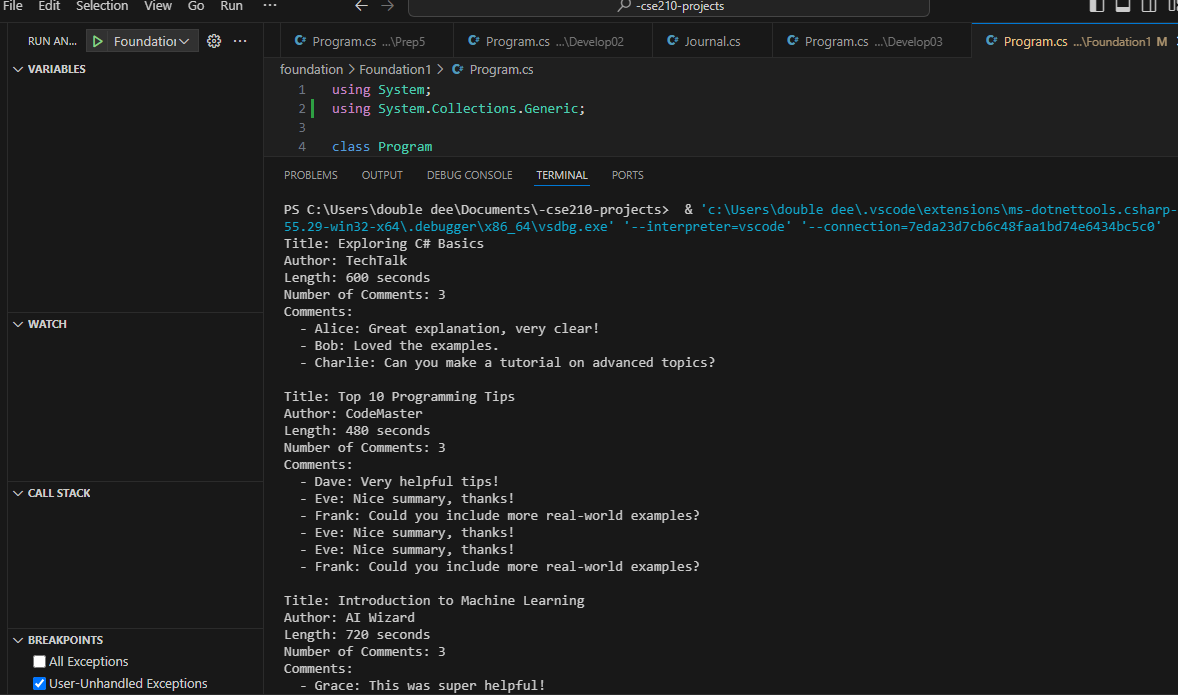 File Edit Selection View Go Run ··· ← → -cse210-projects
RUN AN... Foundation ···
Program.cs ...\Prep5 Program.cs ...\Develop02 Journal.cs Program.cs ...\Develop03 Program.cs ...\Foundation1 M
VARIABLES
foundation > Foundation1 > Program.cs
1 using System;
2 using System.Collections.Generic;
3
4 class Program
PROBLEMS OUTPUT DEBUG CONSOLE TERMINAL PORTS
PS C:\Users\double dee\Documents\-cse210-projects>  & 'c:\Users\double dee\.vscode\extensions\ms-dotnettools.csharp-
55.29-win32-x64\.debugger\x86_64\vsdbg.exe' '--interpreter=vscode' '--connection=7eda23d7cb6c48faa1bd74e6434bc5c0'
Title: Exploring C# Basics
Author: TechTalk
Length: 600 seconds
Number of Comments: 3
Comments:
- Alice: Great explanation, very clear!
- Bob: Loved the examples.
- Charlie: Can you make a tutorial on advanced topics?
Title: Top 10 Programming Tips
Author: CodeMaster
Length: 480 seconds
Number of Comments: 3
Comments:
- Dave: Very helpful tips!
- Eve: Nice summary, thanks!
- Frank: Could you include more real-world examples?
- Eve: Nice summary, thanks!
- Eve: Nice summary, thanks!
- Frank: Could you include more real-world examples?
Title: Introduction to Machine Learning
Author: AI Wizard
Length: 720 seconds
Number of Comments: 3
Comments:
- Grace: This was super helpful!
WATCH
CALL STACK
BREAKPOINTS
All Exceptions
User-Unhandled Exceptions